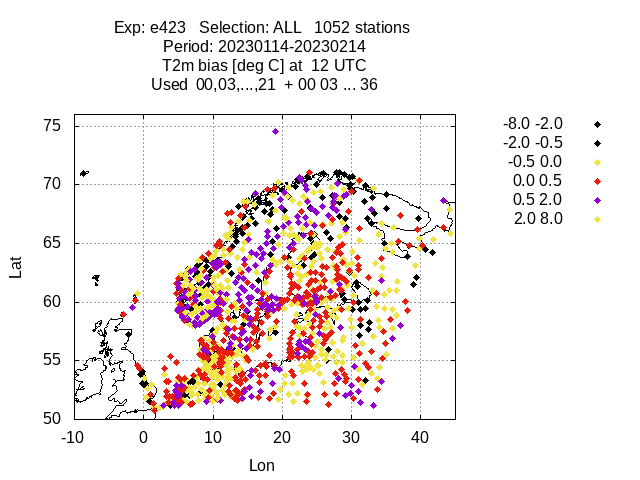 Exp: e423 Selection: ALL 1052 stations
Period: 20230114-20230214
T2m bias [deg C] at 12 UTC
Used 00,03,...,21 + 00 03 ... 36
-8.0 -2.0
-2.0 -0.5
-0.5 0.0
0.0 0.5
0.5 2.0
2.0 8.0
75
70
65
60
55
50
Lat
-10 0 10 20 30 40
Lon